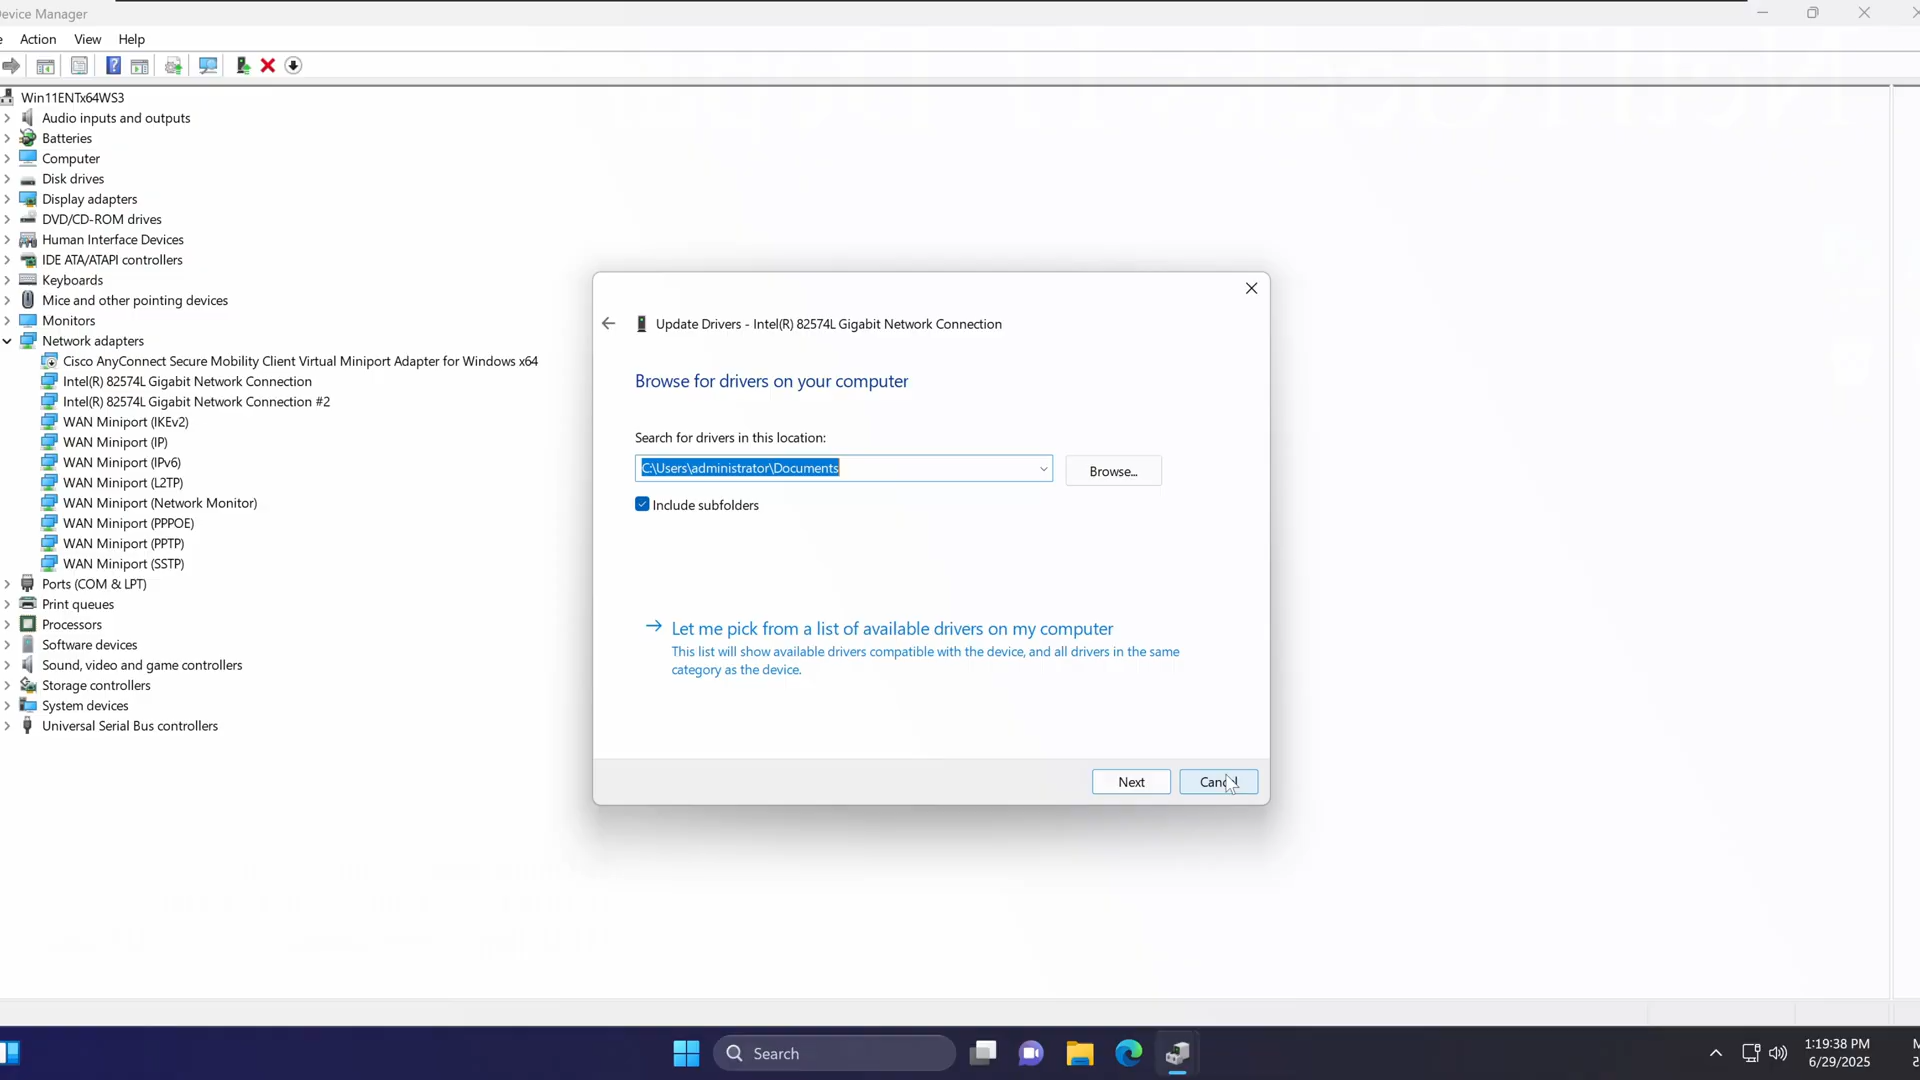 evice Manager
Action View Help
Win11ENTx64WS3
Audio inputs and outputs
Batteries
Computer
Disk drives
Display adapters
DVD/CD-ROM drives
Human Interface Devices
IDE ATA/ATAPI controllers
Keyboards
Mice and other pointing devices
Monitors
Network adapters
Cisco AnyConnect Secure Mobility Client Virtual Miniport Adapter for Windows x64
Intel(R) 82574L Gigabit Network Connection
Intel(R) 82574L Gigabit Network Connection #2
WAN Miniport (IKEv2)
WAN Miniport (IP)
WAN Miniport (IPv6)
WAN Miniport (L2TP)
WAN Miniport (Network Monitor)
WAN Miniport (PPPOE)
WAN Miniport (PPTP)
WAN Miniport (SSTP)
Ports (COM & LPT)
Print queues
Processors
Software devices
Sound, video and game controllers
Storage controllers
System devices
Universal Serial Bus controllers
Update Drivers - Intel(R) 82574L Gigabit Network Connection
Browse for drivers on your computer
Search for drivers in this location:
C:\Users\administrator\Documents
Browse...
Include subfolders
Let me pick from a list of available drivers on my computer
This list will show available drivers compatible with the device, and all drivers in the same
category as the device.
Next
Cancel
Search
1:19:38 PM
6/29/2025